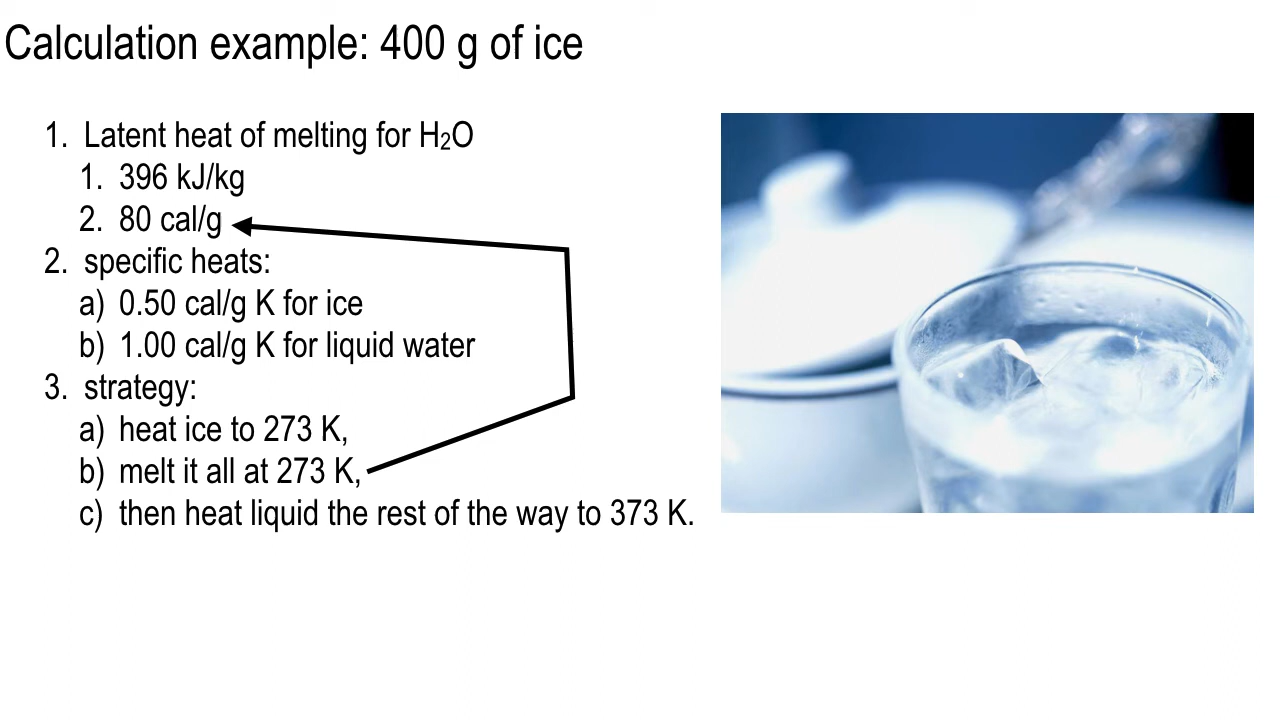 Calculation example: 400 g of ice
1. Latent heat of melting for H₂O
1. 396 kJ/kg
2. 80 cal/g
2. specific heats:
a) 0.50 cal/g K for ice
b) 1.00 cal/g K for liquid water
3. strategy:
a) heat ice to 273 K,
b) melt it all at 273 K,
c) then heat liquid the rest of the way to 373 K.